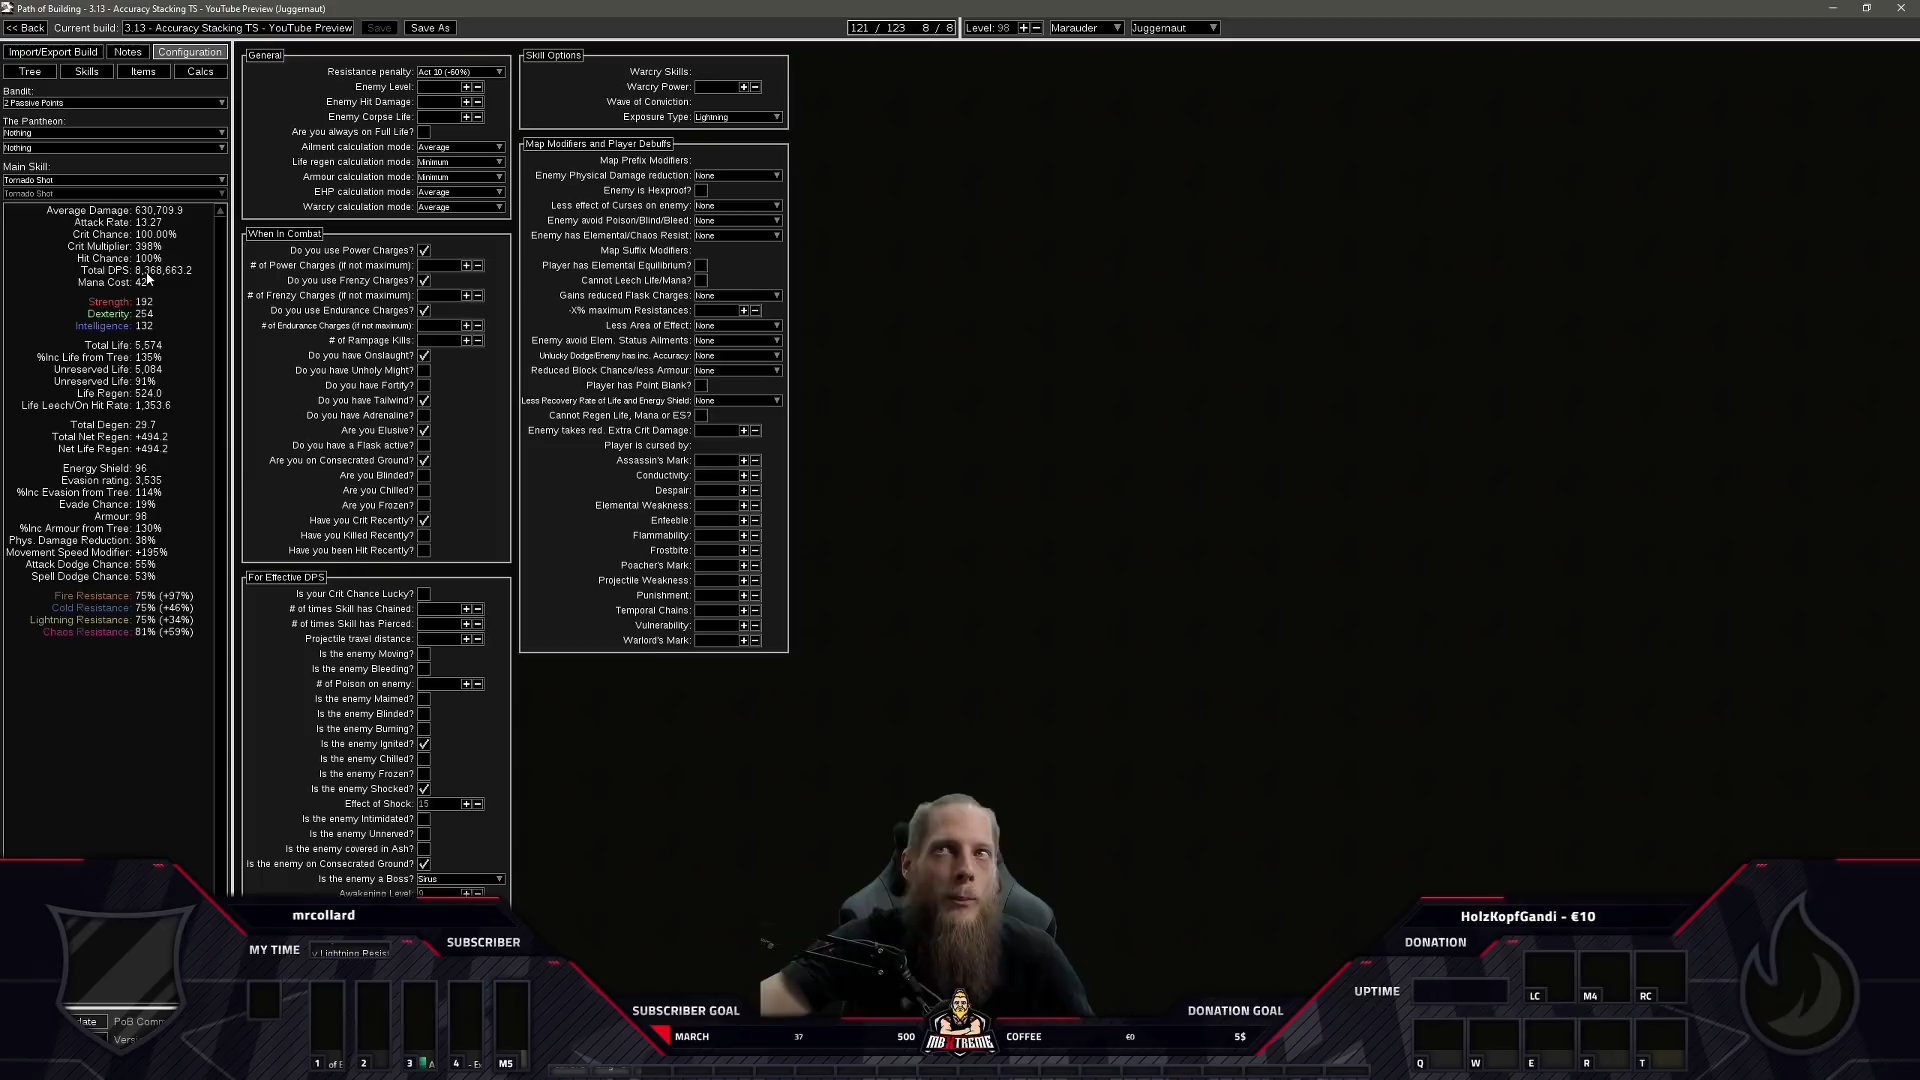 Path of Building - 3.13 - Accuracy Stacking TS - YouTube Preview (Juggernaut)
<< Back
Current build: 3.13 - Accuracy Stacking TS - YouTube Preview
Save
Save As
121 / 123 8 / 8
Level: 98
Marauder
Juggernaut
Import/Export Build
Notes
Configuration
Tree
Skills
Items
Calcs
Bandit:
2 Passive Points
The Pantheon:
Nothing
Nothing
Main Skill:
Tornado Shot
Tornado Shot
Average Damage: 630,709.9
Attack Rate: 13.27
Crit Chance: 100.00%
Crit Multiplier: 398%
Hit Chance: 100%
Total DPS: 8,368,663.2
Mana Cost: 42
Strength: 192
Dexterity: 254
Intelligence: 132
Total Life: 5,574
%Inc Life from Tree: 135%
Unreserved Life: 5,084
Unreserved Life: 91%
Life Regen: 524.0
Life Leech/On Hit Rate: 1,353.6
Total Degen: 29.7
Total Net Regen: +494.2
Net Life Regen: +494.2
Energy Shield: 96
Evasion rating: 3,535
%Inc Evasion from Tree: 114%
Evade Chance: 19%
Armour: 98
%Inc Armour from Tree: 130%
Phys. Damage Reduction: 38%
Movement Speed Modifier: +195%
Attack Dodge Chance: 55%
Spell Dodge Chance: 53%
Fire Resistance: 75% (+97%)
Cold Resistance: 75% (+46%)
Lightning Resistance: 75% (+34%)
Chaos Resistance: 81% (+59%)
General
Resistance penalty: Act 10 (-60%)
Enemy Level:
Enemy Hit Damage:
Enemy Corpse Life:
Are you always on Full Life?
Ailment calculation mode: Average
Life regen calculation mode: Minimum
Armour calculation mode: Minimum
EHP calculation mode: Average
Warcry calculation mode: Average
When In Combat
Do you use Power Charges?
# of Power Charges (if not maximum):
Do you use Frenzy Charges?
# of Frenzy Charges (if not maximum):
Do you use Endurance Charges?
# of Endurance Charges (if not maximum):
# of Rampage Kills:
Do you have Onslaught?
Do you have Unholy Might?
Do you have Fortify?
Do you have Tailwind?
Do you have Adrenaline?
Are you Elusive?
Do you have a Flask active?
Are you on Consecrated Ground?
Are you Blinded?
Are you Chilled?
Are you Frozen?
Have you Crit Recently?
Have you Killed Recently?
Have you been Hit Recently?
For Effective DPS
Is your Crit Chance Lucky?
# of times Skill has Chained:
# of times Skill has Pierced:
Projectile travel distance:
Is the enemy Moving?
Is the enemy Bleeding?
# of Poison on enemy:
Is the enemy Maimed?
Is the enemy Blinded?
Is the enemy Burning?
Is the enemy Ignited?
Is the enemy Chilled?
Is the enemy Frozen?
Is the enemy Shocked?
Effect of Shock: 15
Is the enemy Intimidated?
Is the enemy Unnerved?
Is the enemy covered in Ash?
Is the enemy on Consecrated Ground?
Is the enemy a Boss? Sirus
Awakening Level: 9
Skill Options
Warcry Skills:
Warcry Power:
Wave of Conviction:
Exposure Type: Lightning
Map Modifiers and Player Debuffs
Map Prefix Modifiers:
Enemy Physical Damage reduction: None
Enemy is Hexproof?
Less effect of Curses on enemy: None
Enemy avoid Poison/Blind/Bleed: None
Enemy has Elemental/Chaos Resist: None
Map Suffix Modifiers:
Player has Elemental Equilibrium?
Cannot Leech Life/Mana?
Gains reduced Flask Charges: None
-X% maximum Resistances:
Less Area of Effect: None
Enemy avoid Elem. Status Ailments: None
Unlucky Dodge/Enemy has inc. Accuracy: None
Reduced Block Chance/less Armour: None
Player has Point Blank?
Less Recovery Rate of Life and Energy Shield: None
Cannot Regen Life, Mana or ES?
Enemy takes red. Extra Crit Damage:
Player is cursed by:
Assassin's Mark:
Conductivity:
Despair:
Elemental Weakness:
Enfeeble:
Flammability:
Frostbite:
Poacher's Mark:
Projectile Weakness:
Punishment:
Temporal Chains:
Vulnerability:
Warlord's Mark:
mrcollard
MY TIME
y Lightning Resist
SUBSCRIBER
HolzKopfGandi - €10
DONATION
UPTIME
LC M4 RC
SUBSCRIBER GOAL
DONATION GOAL
MARCH 37 500
MBXTREME
COFFEE €0 5$
PoB Comm
1 2 3 4 M5
Q W E R T